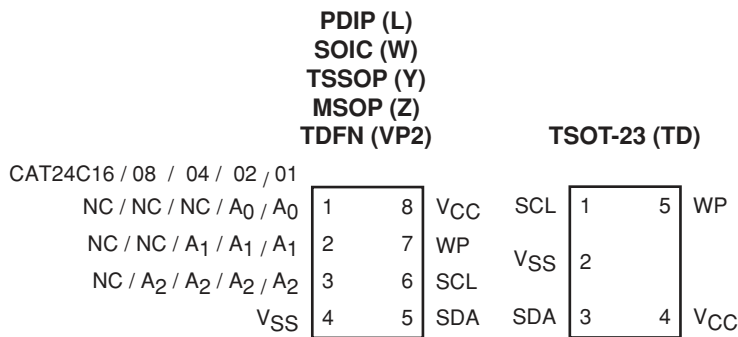 PDIP (L)
SOIC (W)
TSSOP (Y)
MSOP (Z)
TDFN (VP2)
TSOT-23 (TD)
CAT24C16 / 08 / 04 / 02 / 01
NC / NC / NC / A0 / A0 1 8 VCC
NC / NC / A1 / A1 / A1 2 7 WP
NC / A2 / A2 / A2 / A2 3 6 SCL
VSS 4 5 SDA
SCL 1 5 WP
VSS 2
SDA 3 4 VCC